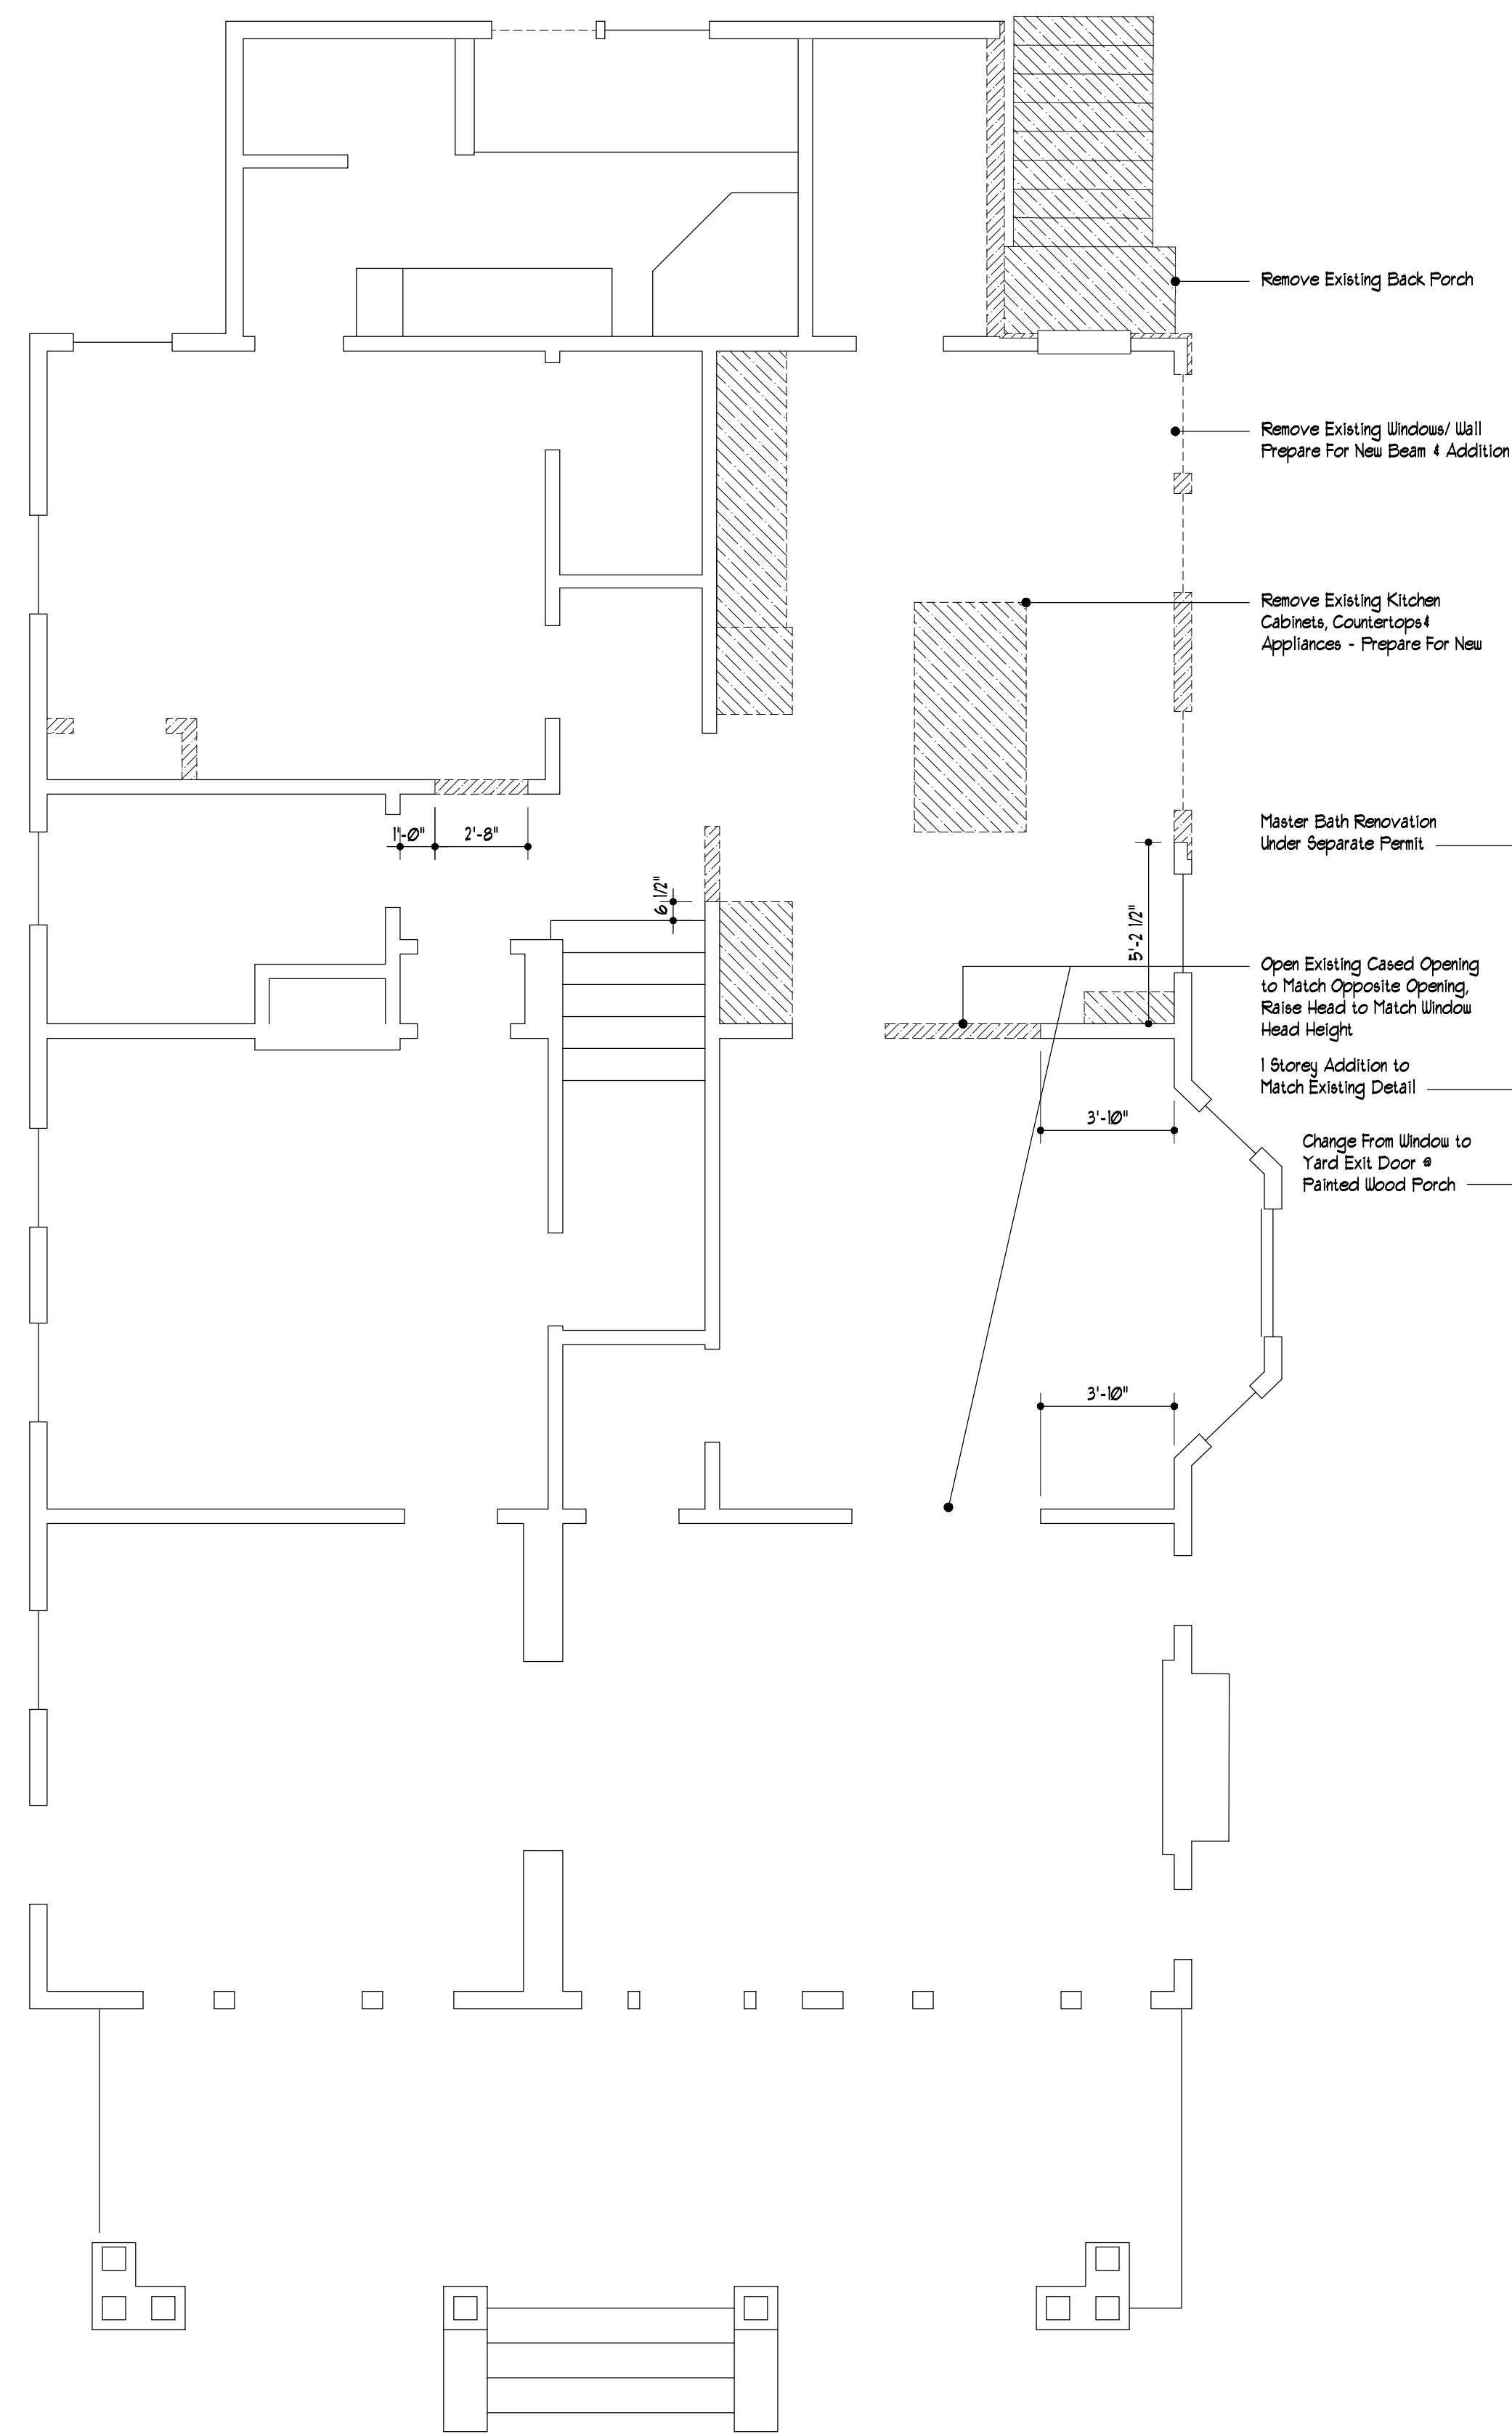 Remove Existing Back Porch
Remove Existing Windows/ Wall
Prepare For New Beam & Addition
Remove Existing Kitchen
Cabinets, Countertops &
Appliances - Prepare For New
1'-0"
2'-8"
6 1/2"
5'-2 1/2"
Master Bath Renovation
Under Separate Permit
Open Existing Cased Opening
to Match Opposite Opening,
Raise Head to Match Window
Head Height
1 Storey Addition to
Match Existing Detail
3'-10"
Change From Window to
Yard Exit Door @
Painted Wood Porch
3'-10"